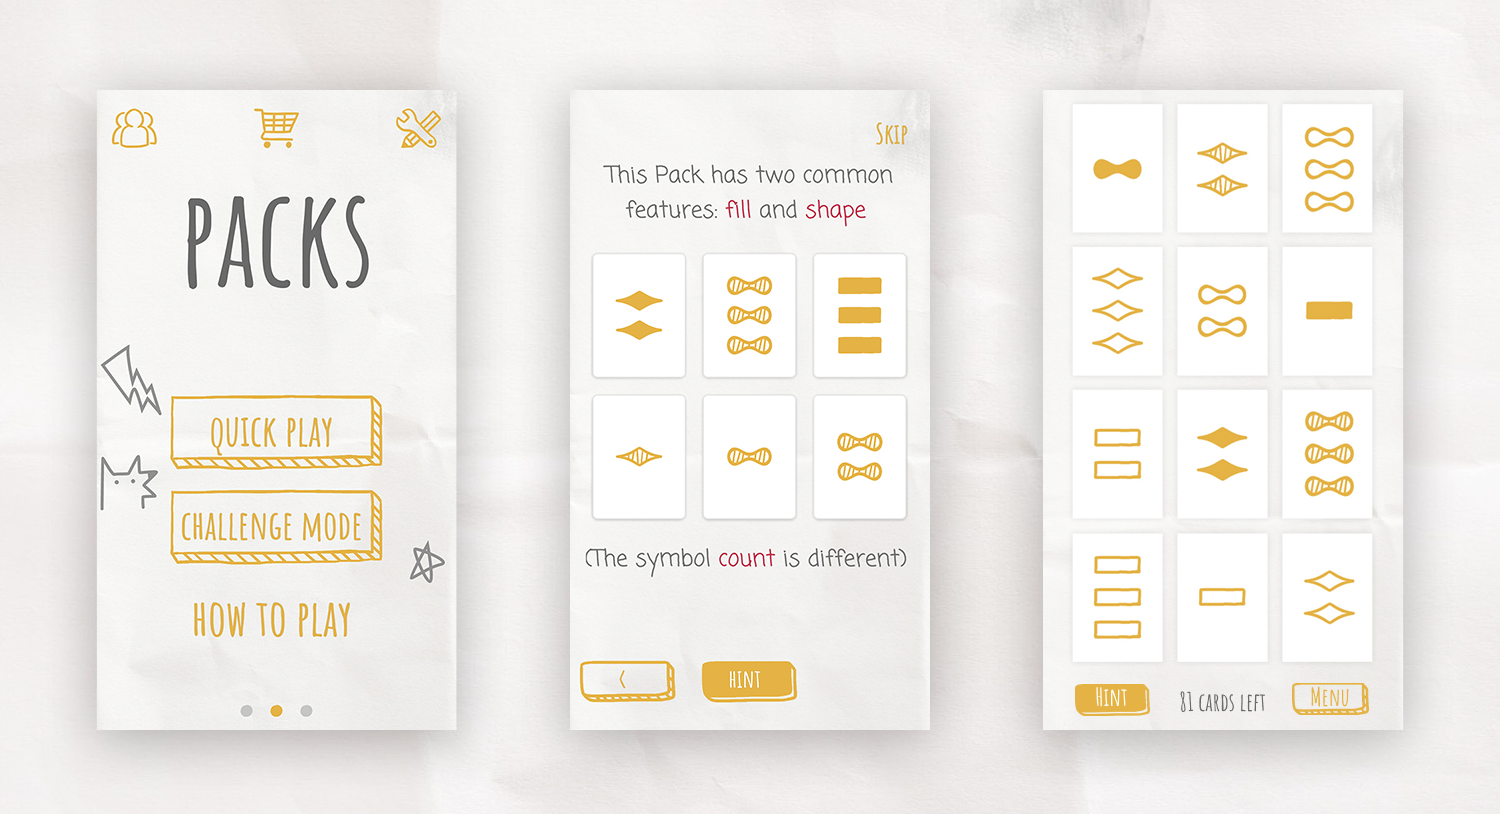 PACKS
QUICK PLAY
CHALLENGE MODE
HOW TO PLAY
SKIP
This Pack has two common
features: fill and shape
(The symbol count is different)
<
HINT
HINT
81 CARDS LEFT
MENU